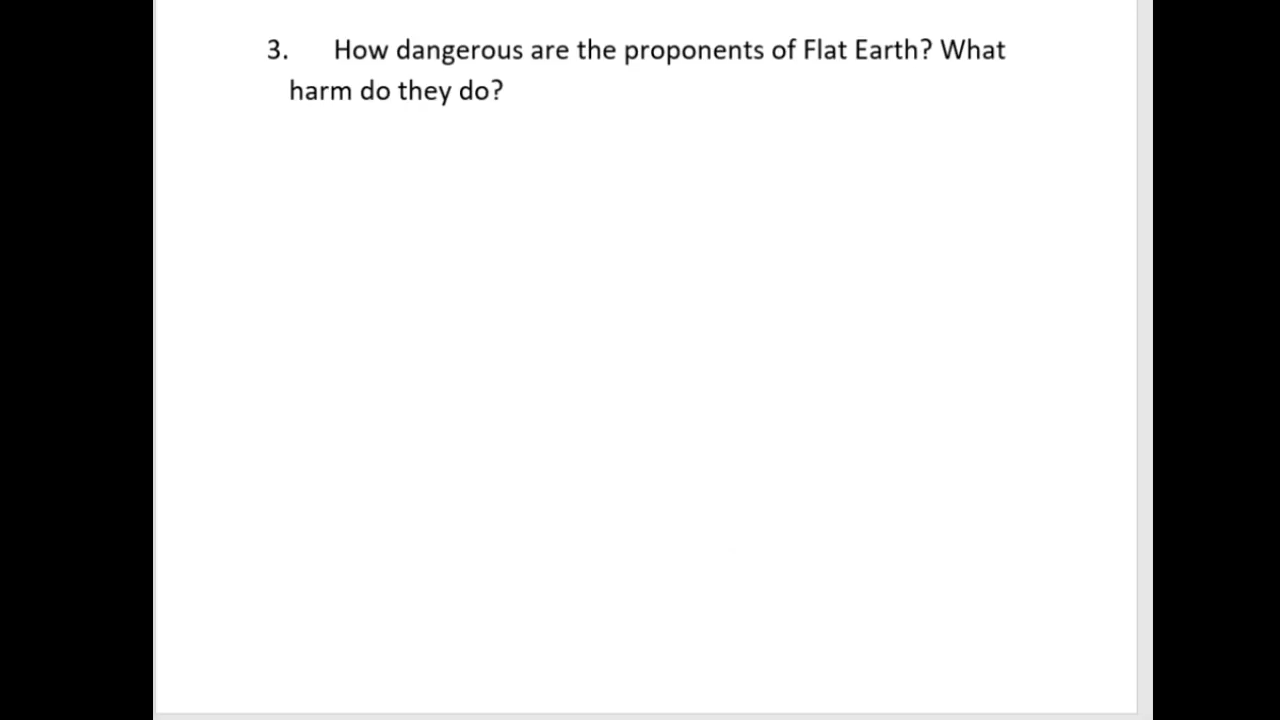 3. How dangerous are the proponents of Flat Earth? What
harm do they do?